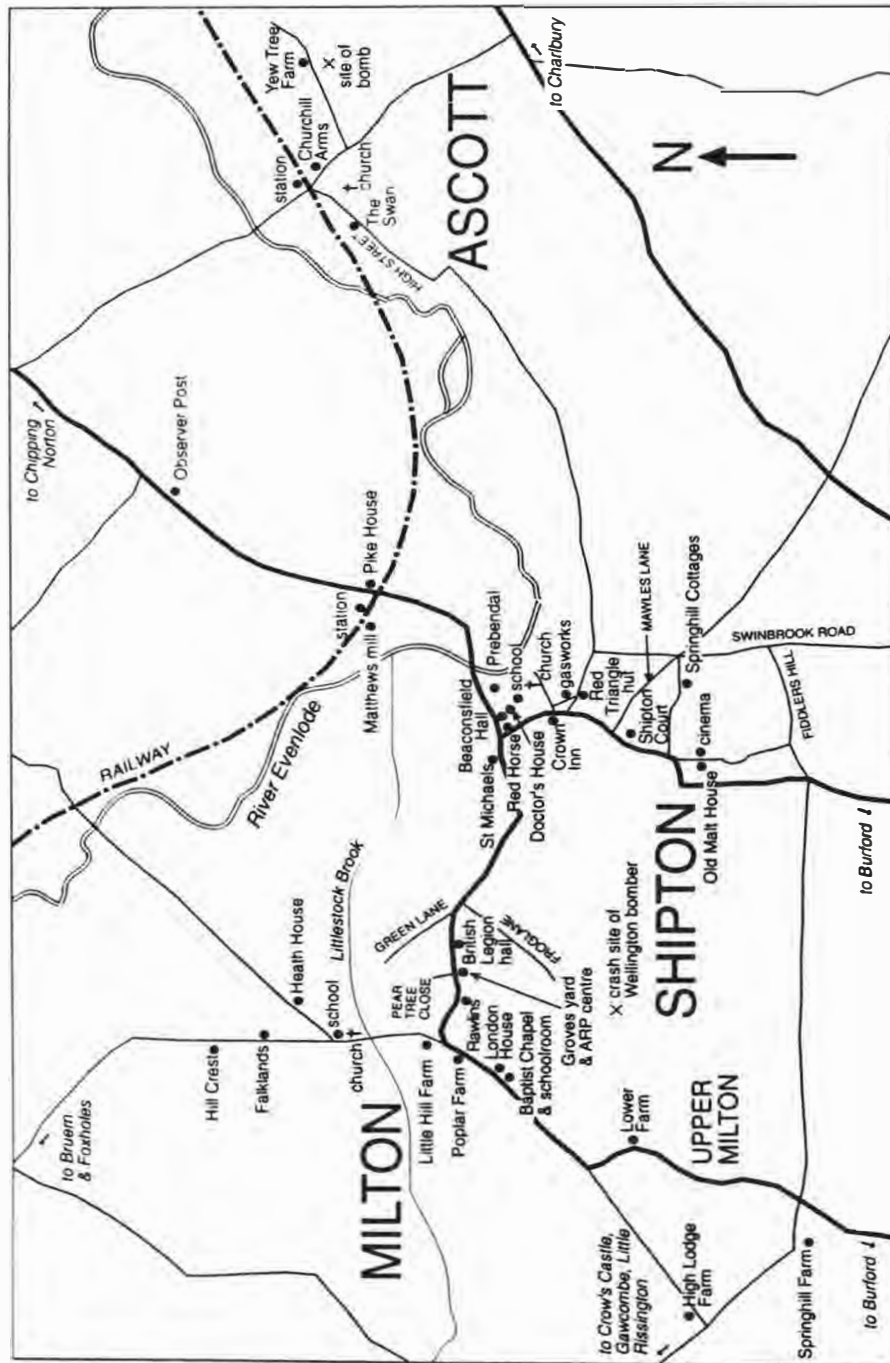 to Bruern
& Foxholes
Hill Crest
Falklands
Heath House
school
church
Littlestock Brook
MILTON
Little Hill Farm
Poplar Farm
PEAR
TREE
CLOSE
Rawlins
London
House
Baptist Chapel
& schoolroom
GREEN LANE
British
Legion
hall
FROGLANE
Groves yard
& ARP centre
X crash site of
Wellington bomber
Lower
Farm
UPPER
MILTON
to Crow's Castle,
Gawcombe, Little
Rissington
High Lodge
Farm
Springhill Farm
to Burford
RAILWAY
River Evenlode
to Chipping
Norton
Observer Post
station
Pike House
Matthews mill
Beaconsfield
Hall
Prebendal
St Michaels
Red Horse
school
Doctor's House
church
Crown
Inn
gasworks
Red
Triangle
hut
MAWLES LANE
Shipton
Court
Springhill Cottages
SWINBROOK ROAD
cinema
Old Malt House
FIDDLERS HILL
SHIPTON
to Burford
Yew Tree
Farm
X
site of
bomb
station
Churchill
Arms
church
The
Swan
HIGH STREET
ASCOTT
to Charlbury
N